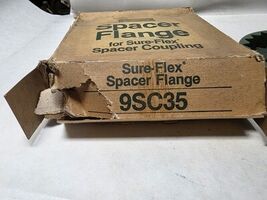 Spacer
Flange
for Sure-Flex®
Spacer Coupling
Sure-Flex®
Spacer Flange
9SC35